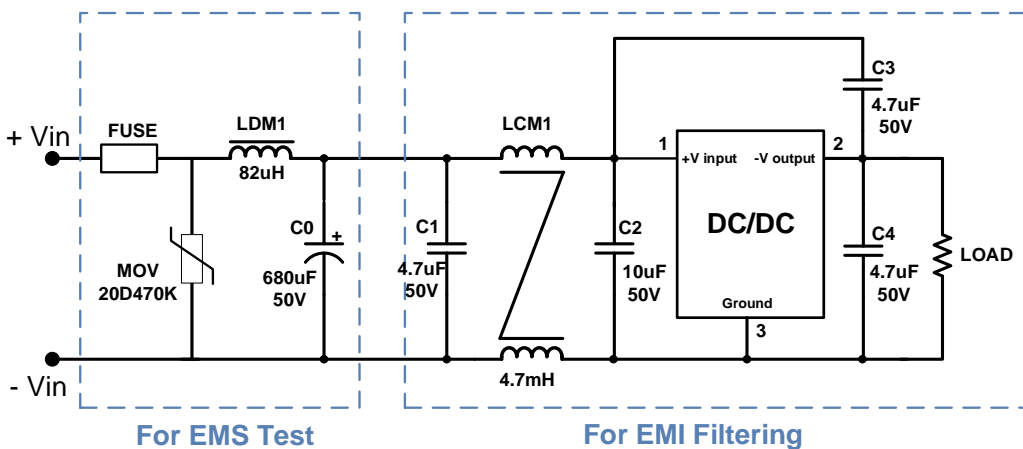 + Vin
FUSE
LDM1
82uH
MOV
20D470K
C0
+
680uF
50V
- Vin
For EMS Test
C1
4.7uF
50V
LCM1
4.7mH
C2
10uF
50V
1
+V input
-V output
2
DC/DC
Ground
3
C3
4.7uF
50V
C4
4.7uF
50V
LOAD
For EMI Filtering